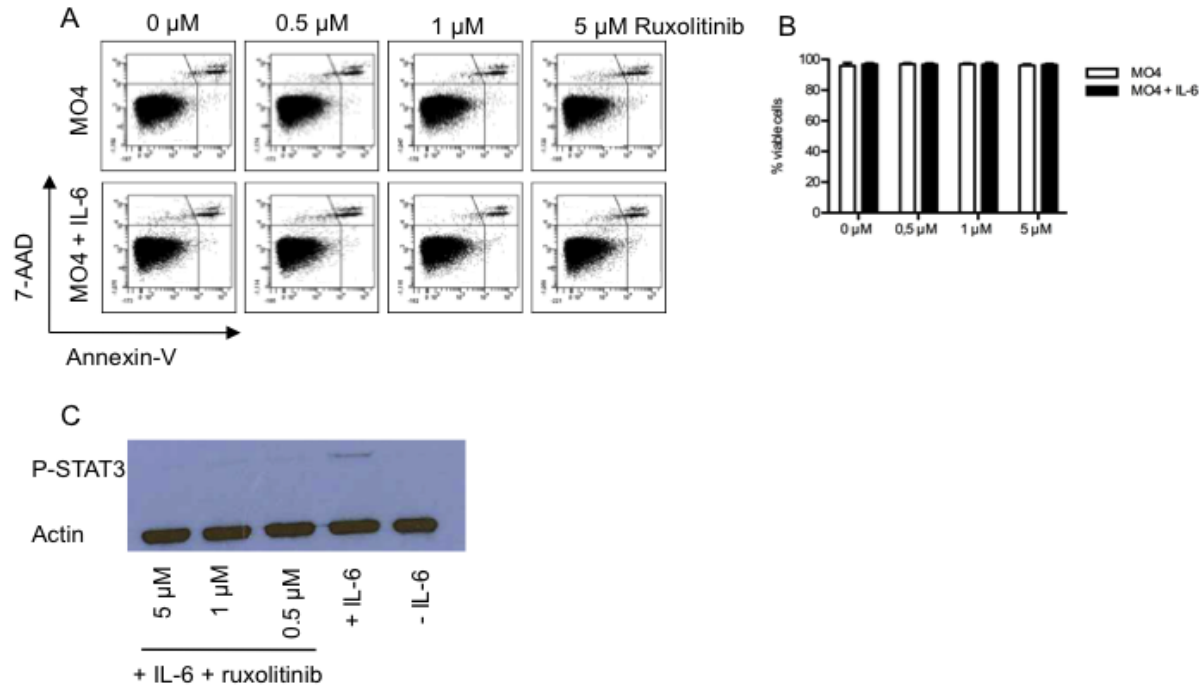 A
0 µM
0.5 µM
1 µM
5 µM Ruxolitinib
MO4
MO4 + IL-6
7-AAD
Annexin-V
B
% viable cells
100
80
60
40
20
0
0 µM
0,5 µM
1 µM
5 µM
MO4
MO4 + IL-6
C
P-STAT3
Actin
5 µM
1 µM
0.5 µM
+ IL-6
- IL-6
+ IL-6 + ruxolitinib